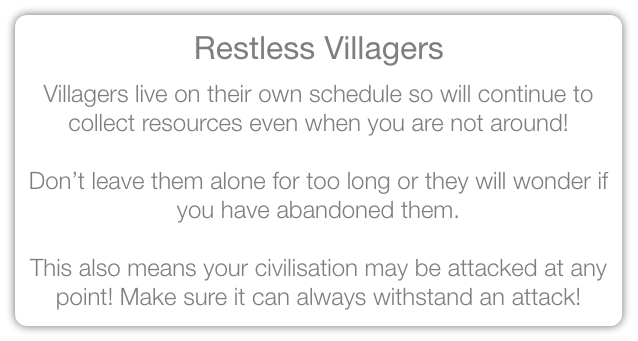 Restless Villagers
Villagers live on their own schedule so will continue to
collect resources even when you are not around!
Don’t leave them alone for too long or they will wonder if
you have abandoned them.
This also means your civilisation may be attacked at any
point! Make sure it can always withstand an attack!